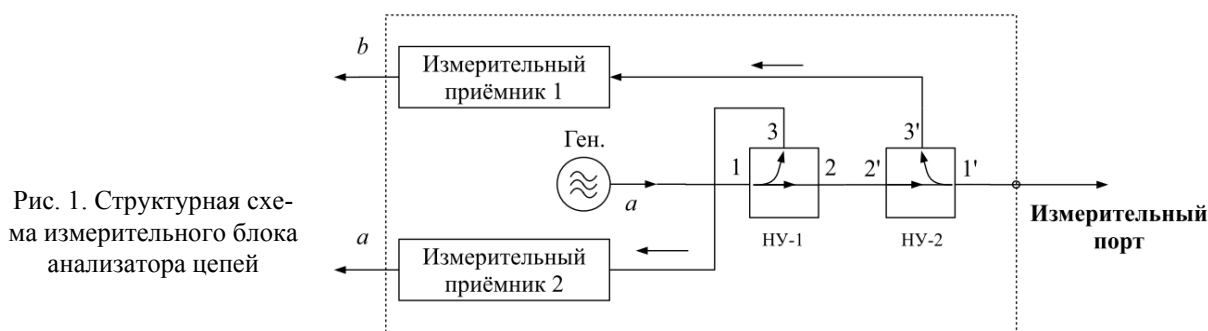 b
Измерительный
приёмник 1
Ген.
3
3'
1
2
2'
1'
a
НУ-1
НУ-2
Измерительный
порт
a
Измерительный
приёмник 2
Рис. 1. Структурная схе-
ма измерительного блока
анализатора цепей